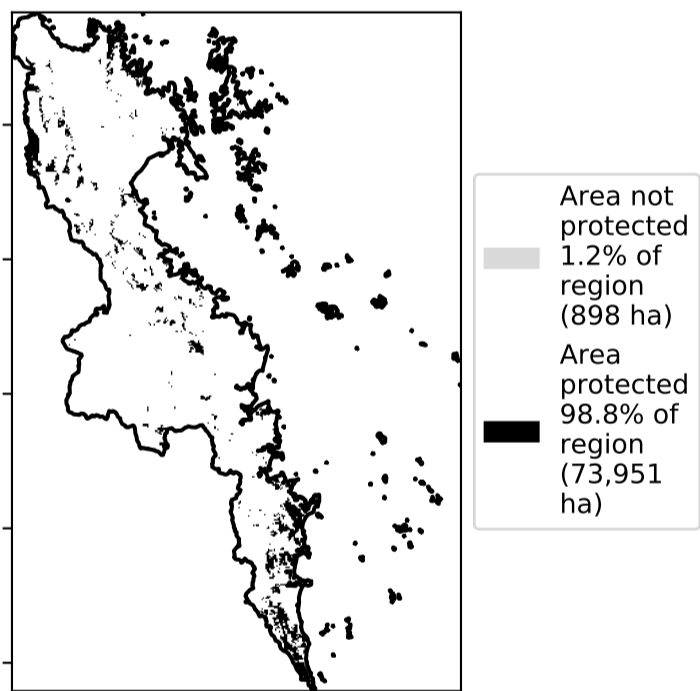 Area not
protected
1.2% of
region
(898 ha)
Area
protected
98.8% of
region
(73,951
ha)